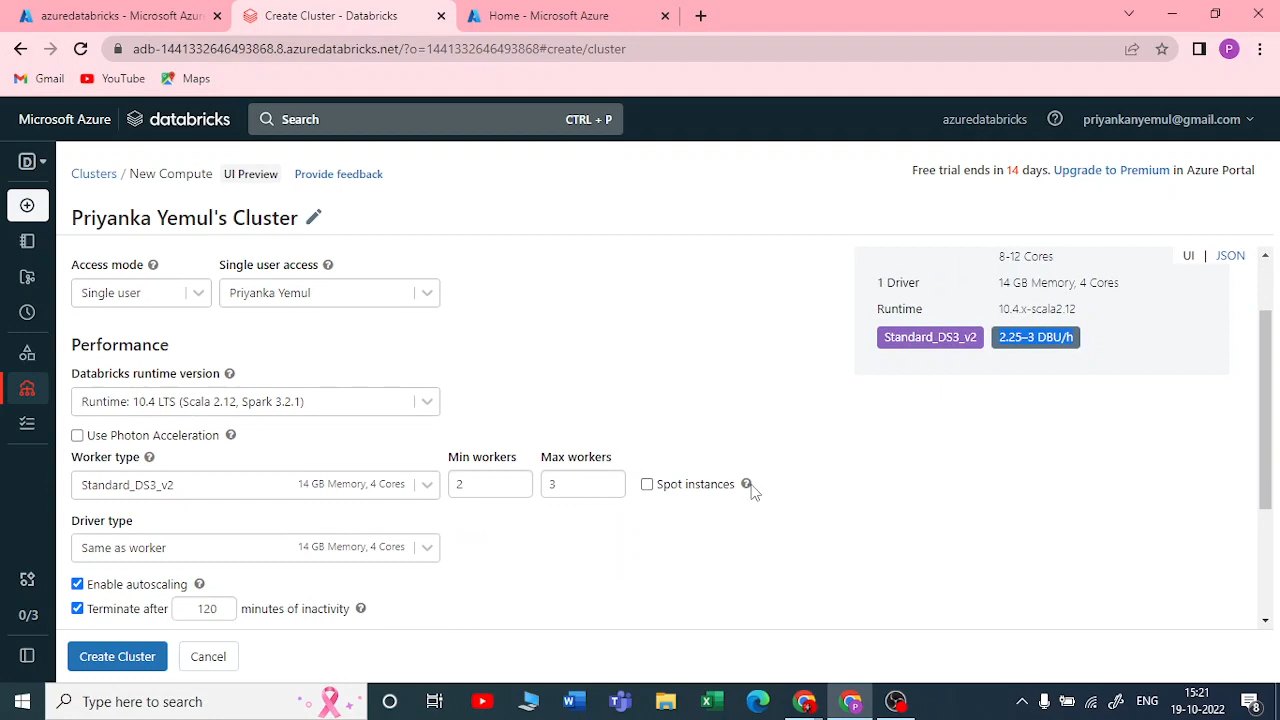 azuredatabricks - Microsoft Azur
Create Cluster - Databricks
Home - Microsoft Azure
adb-1441332646493868.8.azuredatabricks.net/?o=1441332646493868#create/cluster
P
Gmail
YouTube
Maps
Microsoft Azure
databricks
Search
CTRL + P
azuredatabricks
priyankanyemul@gmail.com
D
Clusters / New Compute
UI Preview
Provide feedback
Free trial ends in 14 days. Upgrade to Premium in Azure Portal
Priyanka Yemul's Cluster
UI | JSON
Access mode
Single user access
Single user
Priyanka Yemul
8-12 Cores
1 Driver
14 GB Memory, 4 Cores
Runtime
10.4.x-scala2.12
Standard_DS3_v2
2.25–3 DBU/h
Performance
Databricks runtime version
Runtime: 10.4 LTS (Scala 2.12, Spark 3.2.1)
Use Photon Acceleration
Worker type
Min workers
Max workers
Standard_DS3_v2
14 GB Memory, 4 Cores
2
3
Spot instances
Driver type
Same as worker
14 GB Memory, 4 Cores
Enable autoscaling
Terminate after
120
minutes of inactivity
0/3
Create Cluster
Cancel
Type here to search
ENG
15:21
19-10-2022
8